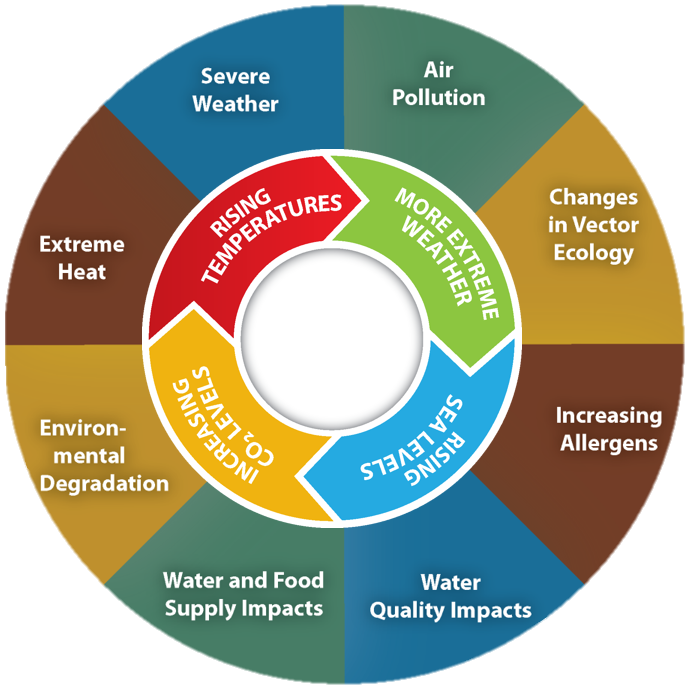 Severe
Weather
Air
Pollution
Changes
in Vector
Ecology
Increasing
Allergens
Water
Quality Impacts
Water and Food
Supply Impacts
Environ-
mental
Degradation
Extreme
Heat
RISING
TEMPERATURES
MORE EXTREME
WEATHER
RISING
SEA LEVELS
INCREASING
CO₂ LEVELS